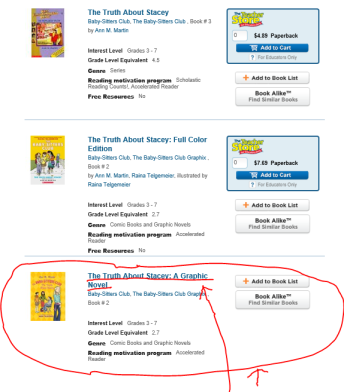 The Truth About Stacey
Baby-Sitters Club, The Baby-Sitters Club , Book # 3
by Ann M. Martin
Interest Level Grades 3 - 7
Grade Level Equivalent 4.5
Genre Series
Reading motivation program Scholastic
Reading Counts!, Accelerated Reader
Free Resources No
The Teacher
Store
0 $4.89 Paperback
Add to Cart
? For Educators Only
+ Add to Book List
Book Alike™
Find Similar Books
The Truth About Stacey: Full Color
Edition
Baby-Sitters Club, The Baby-Sitters Club Graphix ,
Book # 2
by Ann M. Martin, Raina Telgemeier, illustrated by
Raina Telgemeier
Interest Level Grades 3 - 7
Grade Level Equivalent 2.7
Genre Comic Books and Graphic Novels
Reading motivation program Accelerated
Reader
Free Resources No
The Teacher
Store
0 $7.69 Paperback
Add to Cart
? For Educators Only
+ Add to Book List
Book Alike™
Find Similar Books
The Truth About Stacey: A Graphic
Novel
Baby-Sitters Club, The Baby-Sitters Club Graphix ,
Book # 2
Interest Level Grades 3 - 7
Grade Level Equivalent 2.7
Genre Comic Books and Graphic Novels
Reading motivation program Accelerated
Reader
+ Add to Book List
Book Alike™
Find Similar Books